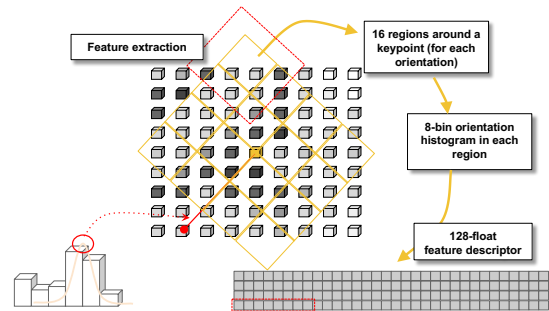 Feature extraction
16 regions around a
keypoint (for each
orientation)
8-bin orientation
histogram in each
region
128-float
feature descriptor